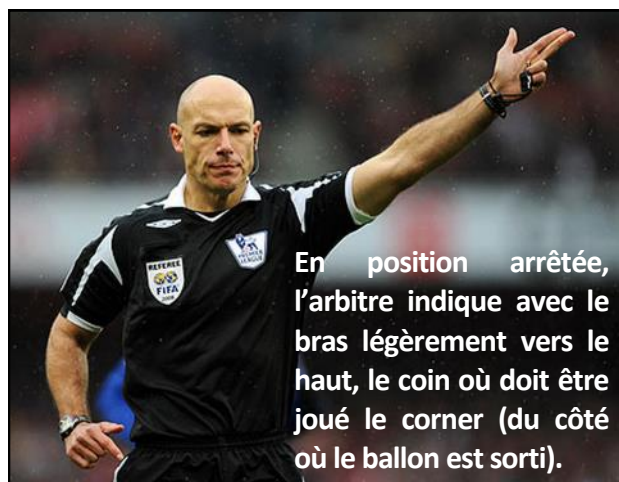 REFEREE
FIFA
2008
PREMIER
LEAGUE
En position arrêtée,
l’arbitre indique avec le
bras légèrement vers le
haut, le coin où doit être
joué le corner (du côté
où le ballon est sorti).